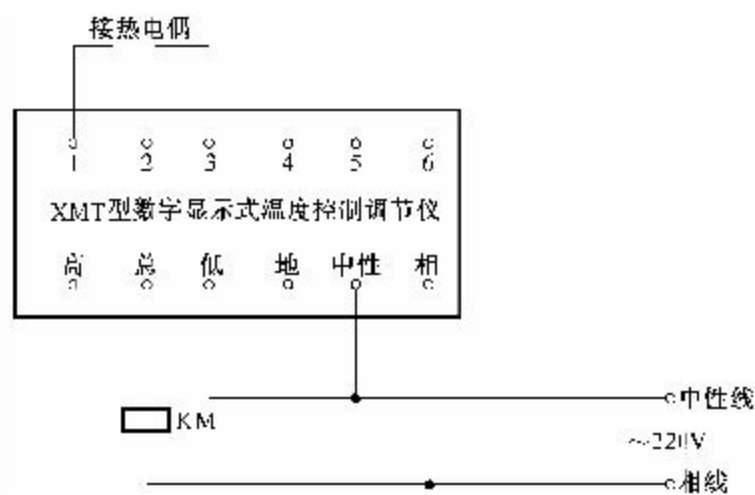 接热电偶
1 2 3 4 5 6
XMT型数字显示式温度控制调节仪
高 总 低 地 中性 相
中性线
KM
~220V
相线